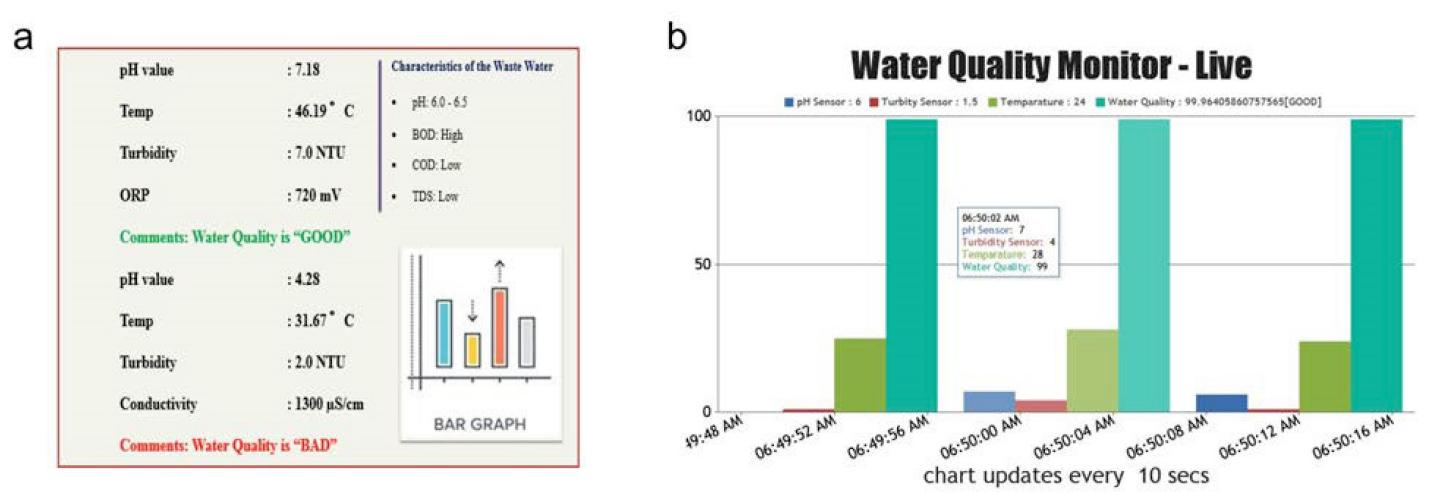 a
pH value : 7.18
Temp : 46.19° C
Turbidity : 7.0 NTU
ORP : 720 mV
Comments: Water Quality is “GOOD”
pH value : 4.28
Temp : 31.67° C
Turbidity : 2.0 NTU
Conductivity : 1300 µS/cm
Comments: Water Quality is “BAD”
Characteristics of the Waste Water
• pH: 6.0 - 6.5
• BOD: High
• COD: Low
• TDS: Low
BAR GRAPH
b
Water Quality Monitor - Live
pH Sensor : 6 Turbity Sensor : 1.5 Temparature : 24 Water Quality : 99.96405860757565[GOOD]
100
50
0
06:50:02 AM
pH Sensor: 7
Turbidity Sensor: 4
Temparature: 28
Water Quality: 99
49:48 AM 06:49:52 AM 06:49:56 AM 06:50:00 AM 06:50:04 AM 06:50:08 AM 06:50:12 AM 06:50:16 AM
chart updates every 10 secs